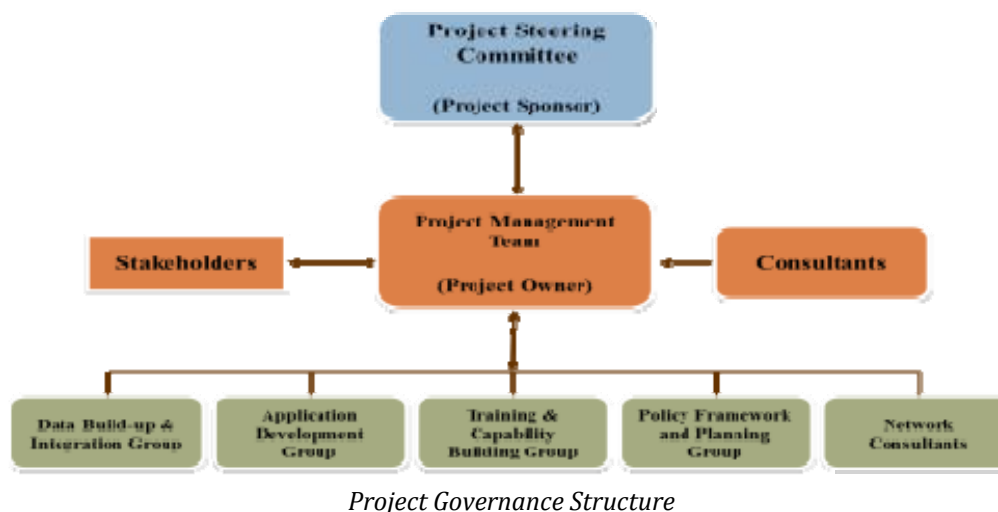 Project Steering
Committee
(Project Sponsor)
Project Management
Team
(Project Owner)
Stakeholders
Consultants
Data Build-up &
Integration Group
Application
Development
Group
Training &
Capability
Building Group
Policy Framework
and Planning
Group
Network
Consultants
Project Governance Structure